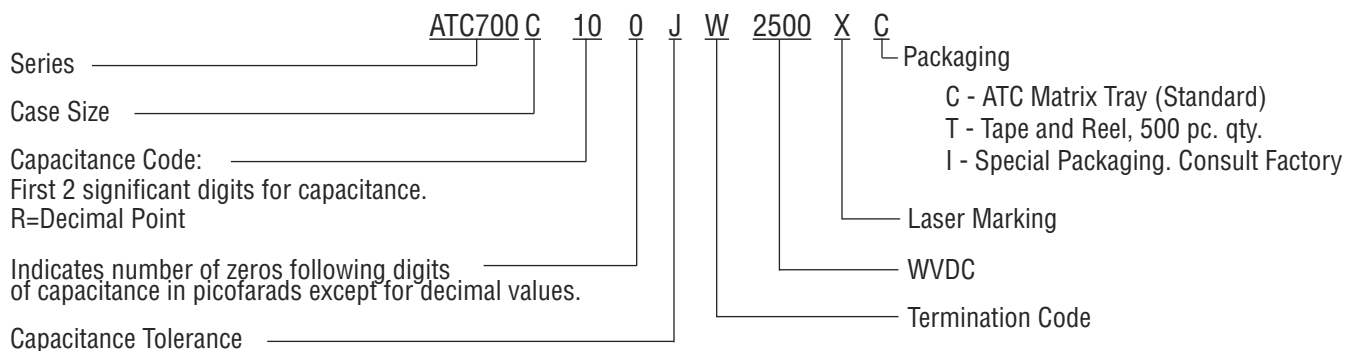 ATC700 C 10 0 J W 2500 X C
Series
Case Size
Capacitance Code:
First 2 significant digits for capacitance.
R=Decimal Point
Indicates number of zeros following digits
of capacitance in picofarads except for decimal values.
Capacitance Tolerance
Packaging
C - ATC Matrix Tray (Standard)
T - Tape and Reel, 500 pc. qty.
I - Special Packaging. Consult Factory
Laser Marking
WVDC
Termination Code